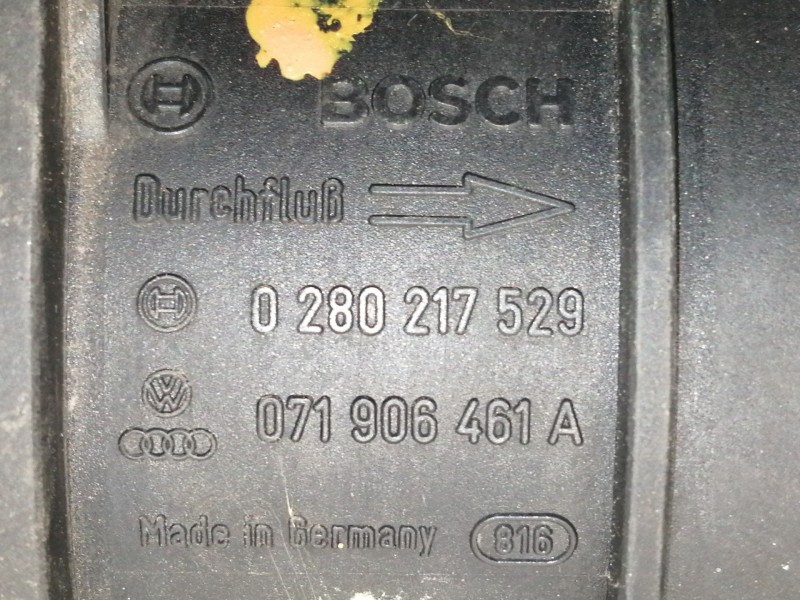 BOSCH
Durchfluß
0 280 217 529
071 906 461 A
Made in Germany 816